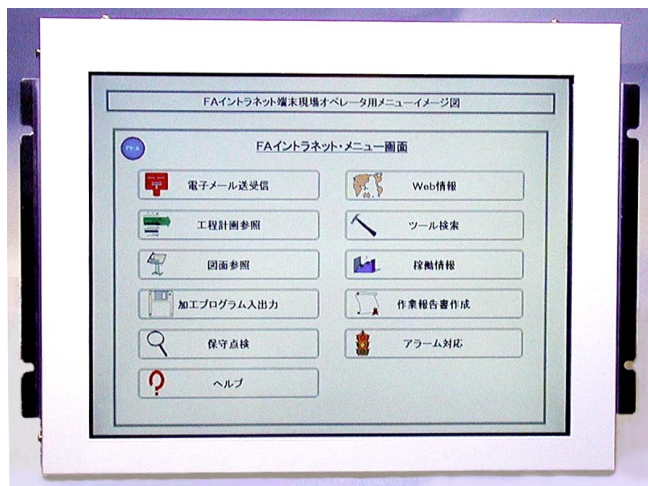 FAイントラネット端末現場オペレータ用メニューイメージ図
FAイントラネット・メニュー画面
電子メール送受信
Web情報
工程計画参照
ツール検索
図面参照
稼働情報
加工プログラム入出力
作業報告書作成
保守点検
アラーム対応
ヘルプ